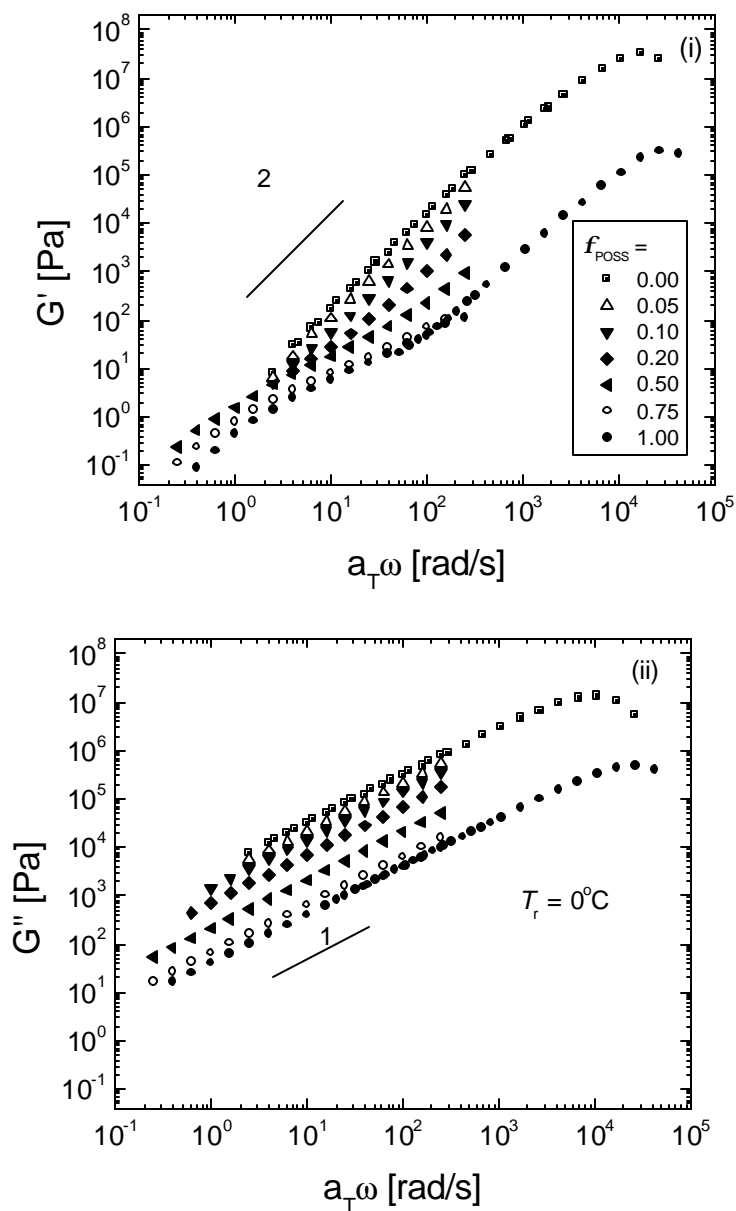 (i)
10^8
10^7
10^6
10^5
10^4
10^3
10^2
10^1
10^0
10^-1
G' [Pa]
2
f_POSS =
0.00
0.05
0.10
0.20
0.50
0.75
1.00
10^-1 10^0 10^1 10^2 10^3 10^4 10^5
a_Tω [rad/s]
(ii)
10^8
10^7
10^6
10^5
10^4
10^3
10^2
10^1
10^0
10^-1
G'' [Pa]
T_r = 0°C
1
10^-1 10^0 10^1 10^2 10^3 10^4 10^5
a_Tω [rad/s]